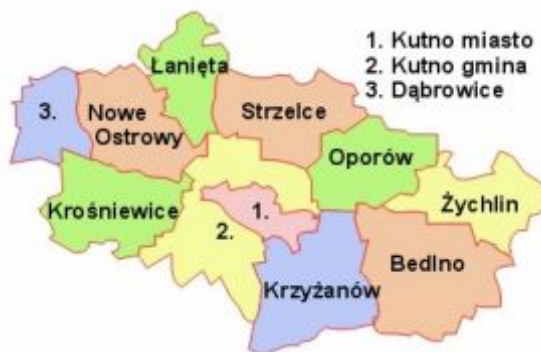 1. Kutno miasto
2. Kutno gmina
3. Dąbrowice
Łanięta
3.
Nowe
Ostrowy
Strzelce
Oporów
Krośniewice
1.
Żychlin
2.
Bedlno
Krzyżanów